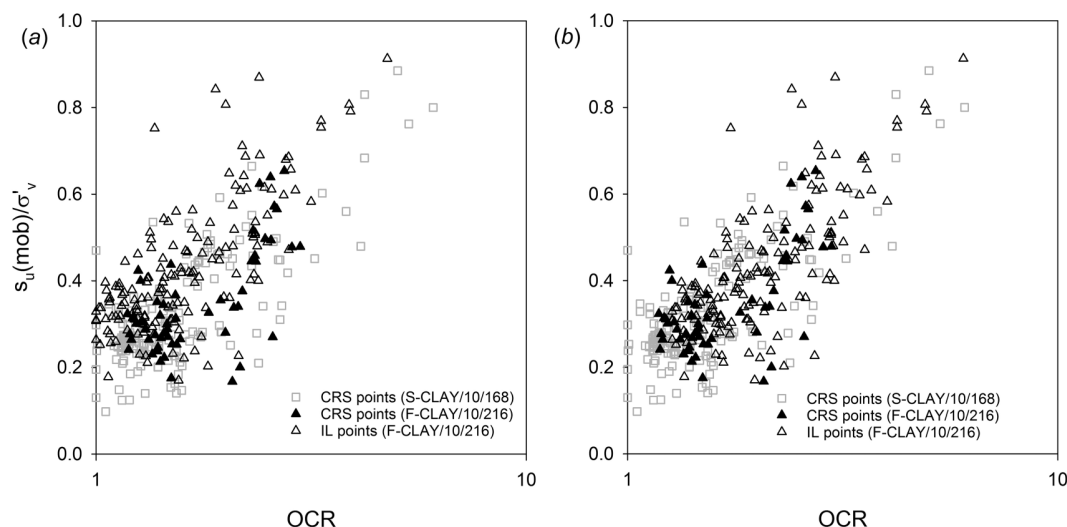 (a)
1.0
0.8
0.6
0.4
0.2
0.0
su(mob)/σ'v
CRS points (S-CLAY/10/168)
CRS points (F-CLAY/10/216)
IL points (F-CLAY/10/216)
1
10
OCR
(b)
1.0
0.8
0.6
0.4
0.2
0.0
CRS points (S-CLAY/10/168)
CRS points (F-CLAY/10/216)
IL points (F-CLAY/10/216)
1
10
OCR